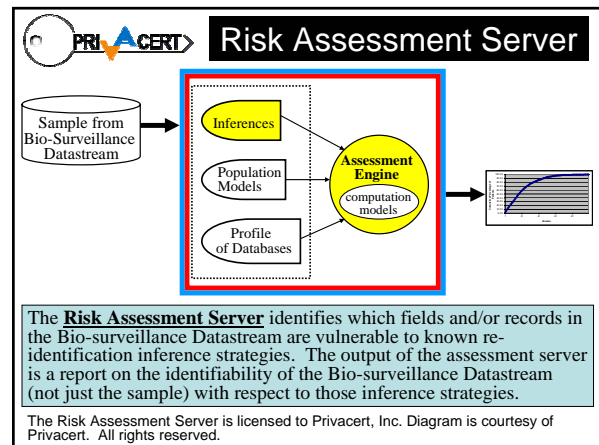 PRIVACERT
Risk Assessment Server
Sample from
Bio-Surveillance
Datastream
Inferences
Population
Models
Profile
of Databases
Assessment
Engine
computation
models
The Risk Assessment Server identifies which fields and/or records in
the Bio-surveillance Datastream are vulnerable to known re-
identification inference strategies. The output of the assessment server
is a report on the identifiability of the Bio-surveillance Datastream
(not just the sample) with respect to those inference strategies.
The Risk Assessment Server is licensed to Privacert, Inc. Diagram is courtesy of
Privacert. All rights reserved.